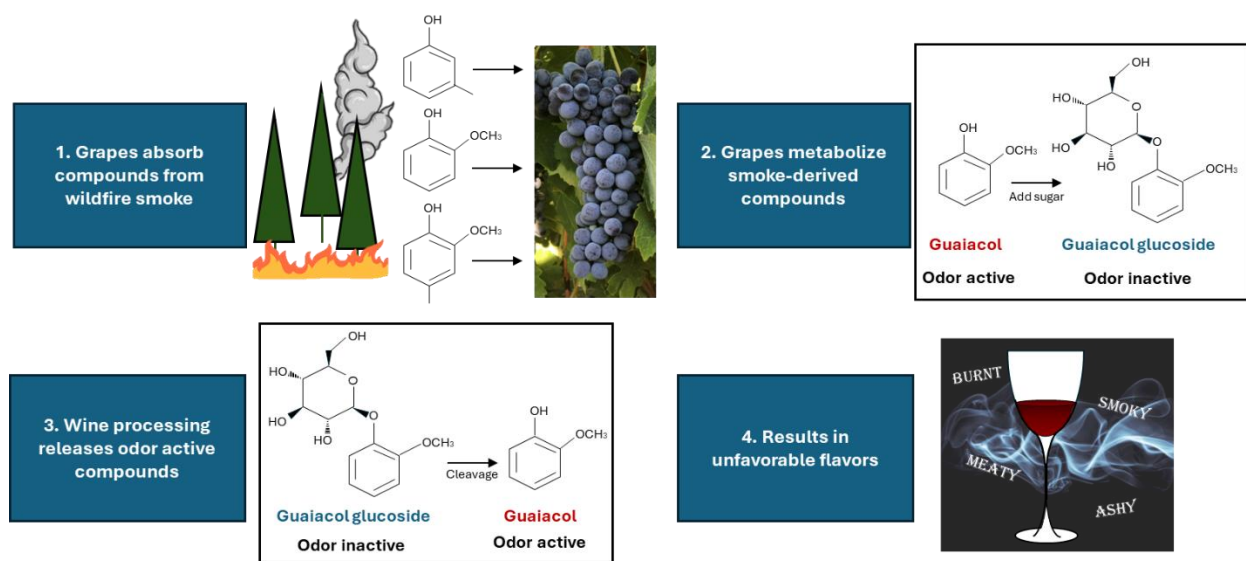 1. Grapes absorb
compounds from
wildfire smoke
OH
OH
OCH3
OH
OCH3
2. Grapes metabolize
smoke-derived
compounds
OH
OCH3
Guaiacol
Odor active
Add sugar
OH
HO
O
HO
HO
O
OCH3
Guaiacol glucoside
Odor inactive
3. Wine processing
releases odor active
compounds
OH
HO
O
HO
HO
O
OCH3
Guaiacol glucoside
Odor inactive
Cleavage
OH
OCH3
Guaiacol
Odor active
4. Results in
unfavorable flavors
BURNT
SMOKY
MEATY
ASHY